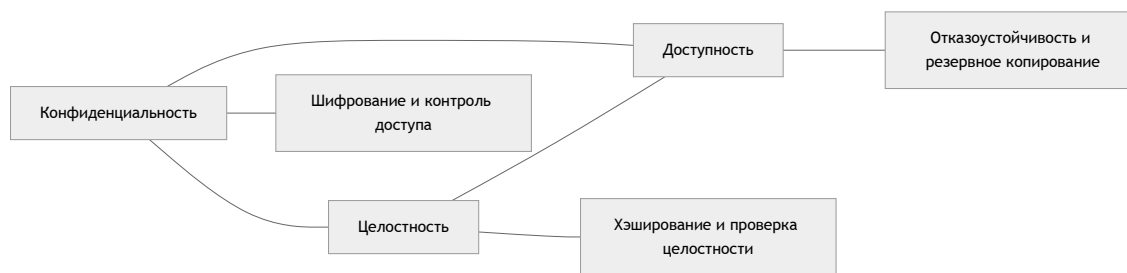 Доступность
Отказоустойчивость и
резервное копирование
Конфиденциальность
Шифрование и контроль
доступа
Целостность
Хэширование и проверка
целостности